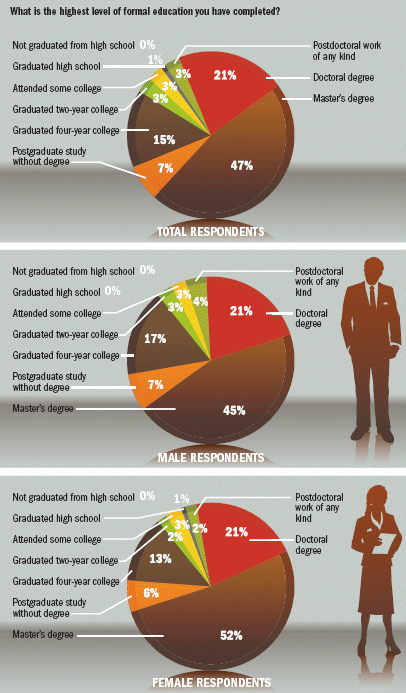 What is the highest level of formal education you have completed?
Not graduated from high school 0%
Graduated high school 1%
Attended some college 3%
Graduated two-year college 3%
Graduated four-year college 15%
Postgraduate study
without degree 7%
Postdoctoral work
of any kind 3%
Doctoral degree 21%
Master's degree 47%
TOTAL RESPONDENTS
Not graduated from high school 0%
Graduated high school 0%
Attended some college 3%
Graduated two-year college 3%
Graduated four-year college 17%
Postgraduate study
without degree 7%
Master's degree 45%
Postdoctoral
work of any
kind 4%
Doctoral
degree 21%
MALE RESPONDENTS
Not graduated from high school 0%
Graduated high school 1%
Attended some college 3%
Graduated two-year college 2%
Graduated four-year college 13%
Postgraduate study
without degree 6%
Master's degree 52%
Postdoctoral
work of any
kind 2%
Doctoral
degree 21%
FEMALE RESPONDENTS